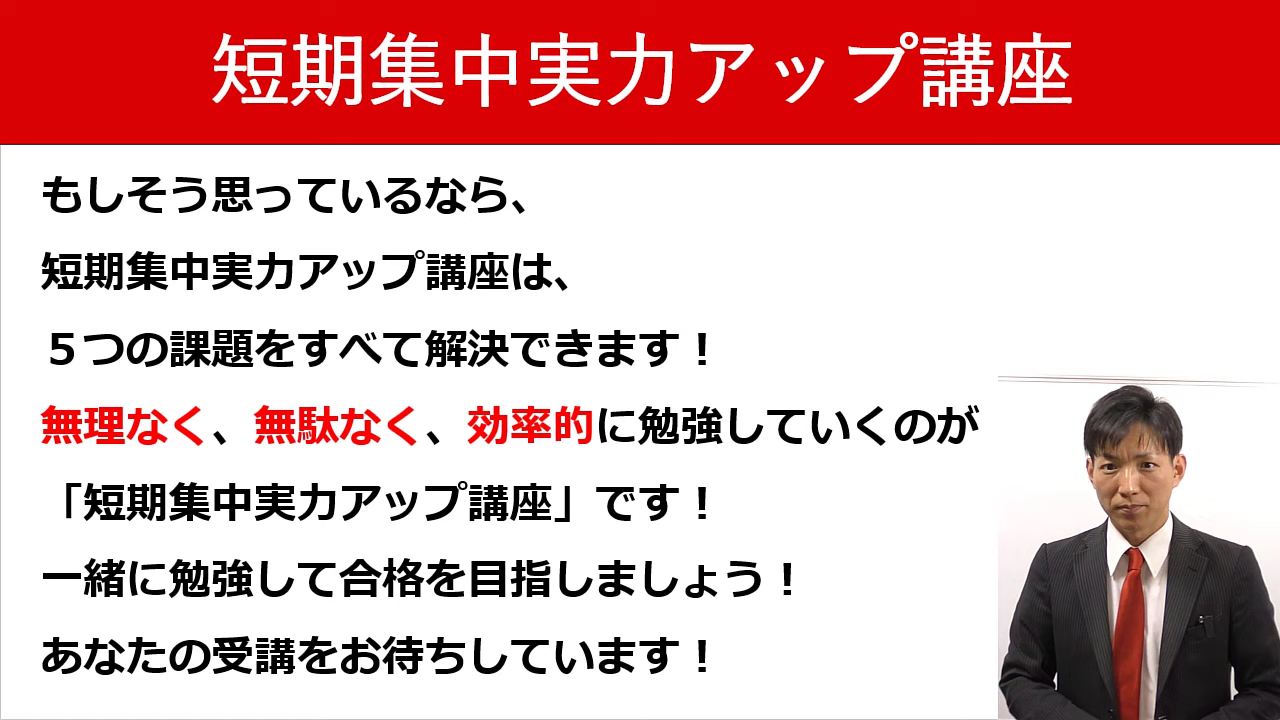 短期集中実力アップ講座
もしそう思っているなら、
短期集中実力アップ講座は、
５つの課題をすべて解決できます！
無理なく、無駄なく、効率的に勉強していくのが
「短期集中実力アップ講座」です！
一緒に勉強して合格を目指しましょう！
あなたの受講をお待ちしています！